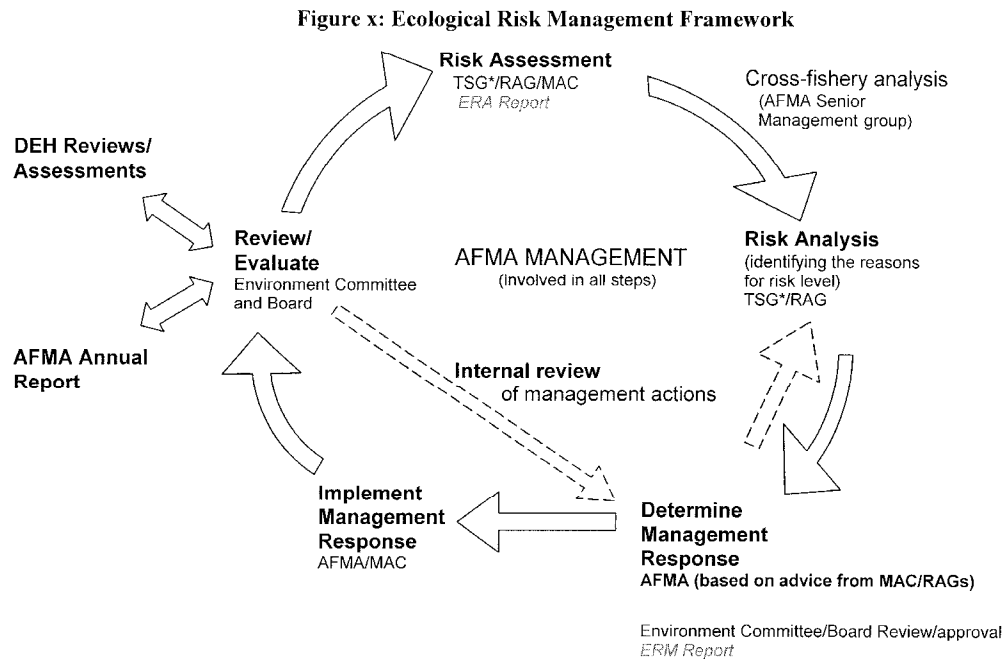 Figure x: Ecological Risk Management Framework
Risk Assessment
TSG*/RAG/MAC
ERA Report
Cross-fishery analysis
(AFMA Senior
Management group)
DEH Reviews/
Assessments
Review/
Evaluate
Environment Committee
and Board
AFMA MANAGEMENT
(involved in all steps)
Risk Analysis
(identifying the reasons
for risk level)
TSG*/RAG
AFMA Annual
Report
Internal review
of management actions
Implement
Management
Response
AFMA/MAC
Determine
Management
Response
AFMA (based on advice from MAC/RAGs)
Environment Committee/Board Review/approval
ERM Report